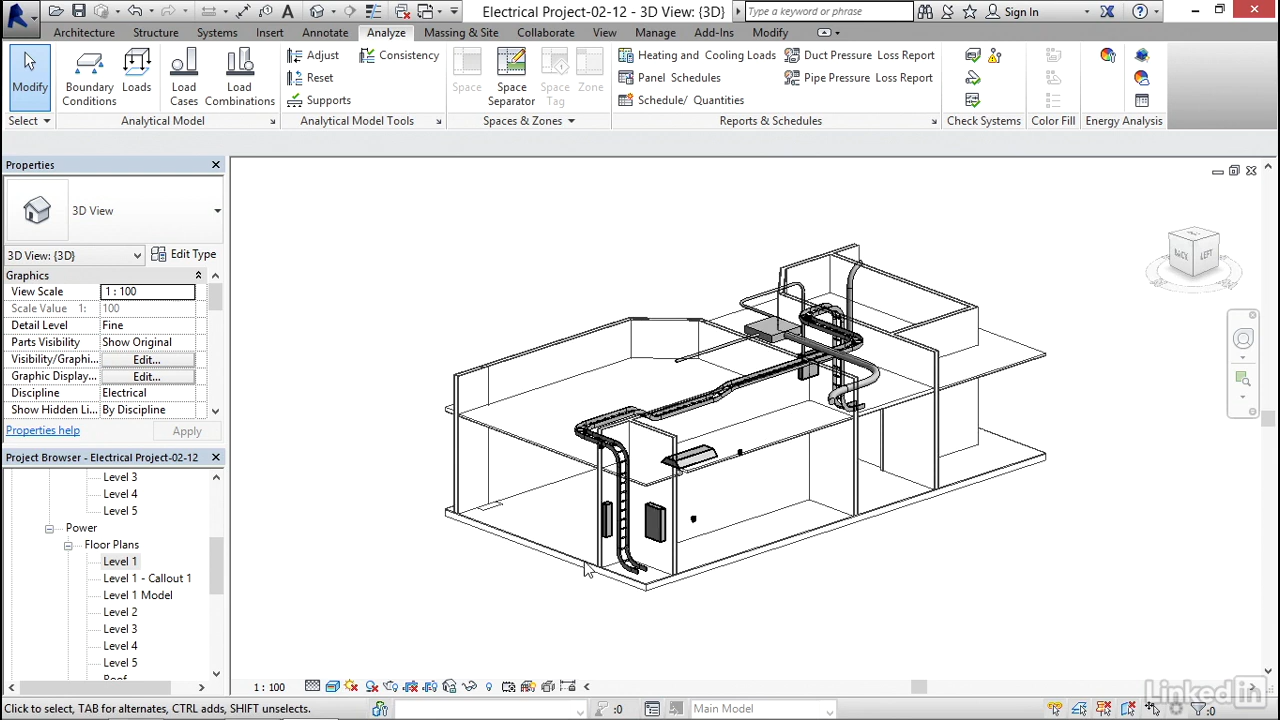 Electrical Project-02-12 - 3D View: {3D}
Type a keyword or phrase
Sign In
Architecture Structure Systems Insert Annotate Analyze Massing & Site Collaborate View Manage Add-Ins Modify
Modify
Boundary Conditions
Loads
Load Cases
Load Combinations
Adjust
Reset
Supports
Consistency
Space
Space Separator
Space Tag
Zone
Heating and Cooling Loads
Panel Schedules
Schedule/ Quantities
Duct Pressure Loss Report
Pipe Pressure Loss Report
Select
Analytical Model
Analytical Model Tools
Spaces & Zones
Reports & Schedules
Check Systems
Color Fill
Energy Analysis
Properties
3D View
3D View: {3D}
Edit Type
Graphics
View Scale 1 : 100
Scale Value 1: 100
Detail Level Fine
Parts Visibility Show Original
Visibility/Graphi... Edit...
Graphic Display... Edit...
Discipline Electrical
Show Hidden Li... By Discipline
Properties help
Apply
Project Browser - Electrical Project-02-12
Level 3
Level 4
Level 5
Power
Floor Plans
Level 1
Level 1 - Callout 1
Level 1 Model
Level 2
Level 3
Level 4
Level 5
BACK
LEFT
1 : 100
Click to select, TAB for alternates, CTRL adds, SHIFT unselects.
:0
Main Model
:0
LinkedIn